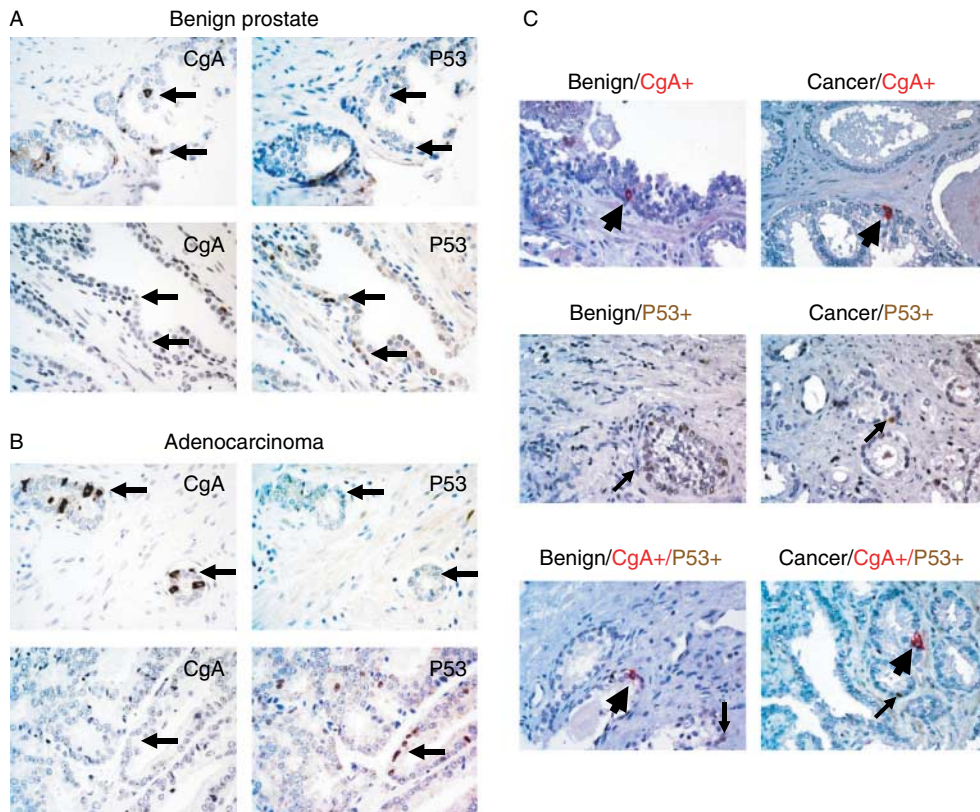 A
Benign prostate
CgA
P53
CgA
P53
B
Adenocarcinoma
CgA
P53
CgA
P53
C
Benign/CgA+
Cancer/CgA+
Benign/P53+
Cancer/P53+
Benign/CgA+/P53+
Cancer/CgA+/P53+